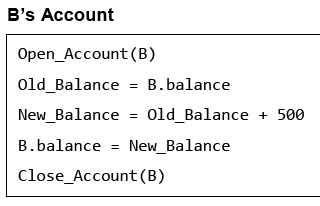 B's Account
Open_Account(B)
Old_Balance = B.balance
New_Balance = Old_Balance + 500
B.balance = New_Balance
Close_Account(B)